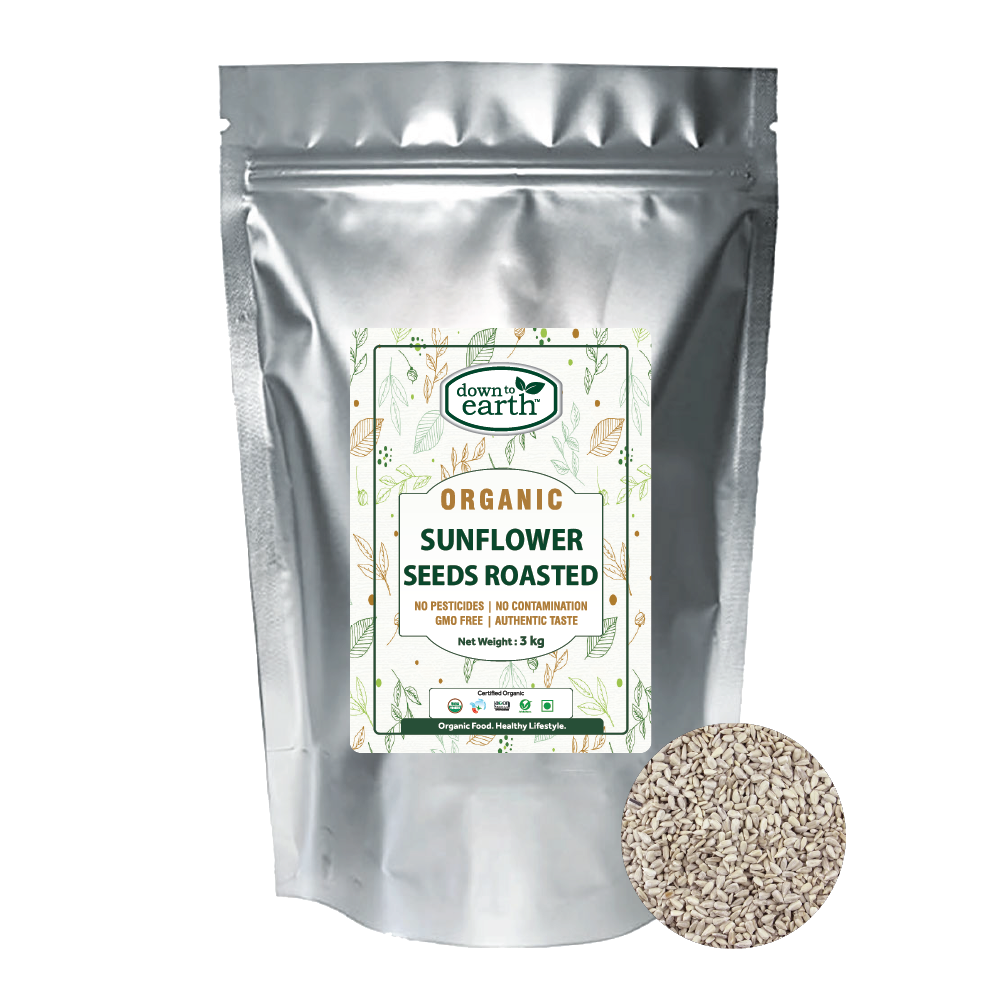 down to
earth™
ORGANIC
SUNFLOWER
SEEDS ROASTED
NO PESTICIDES | NO CONTAMINATION
GMO FREE | AUTHENTIC TASTE
Net Weight : 3 kg
Certified Organic
Organic Food. Healthy Lifestyle.